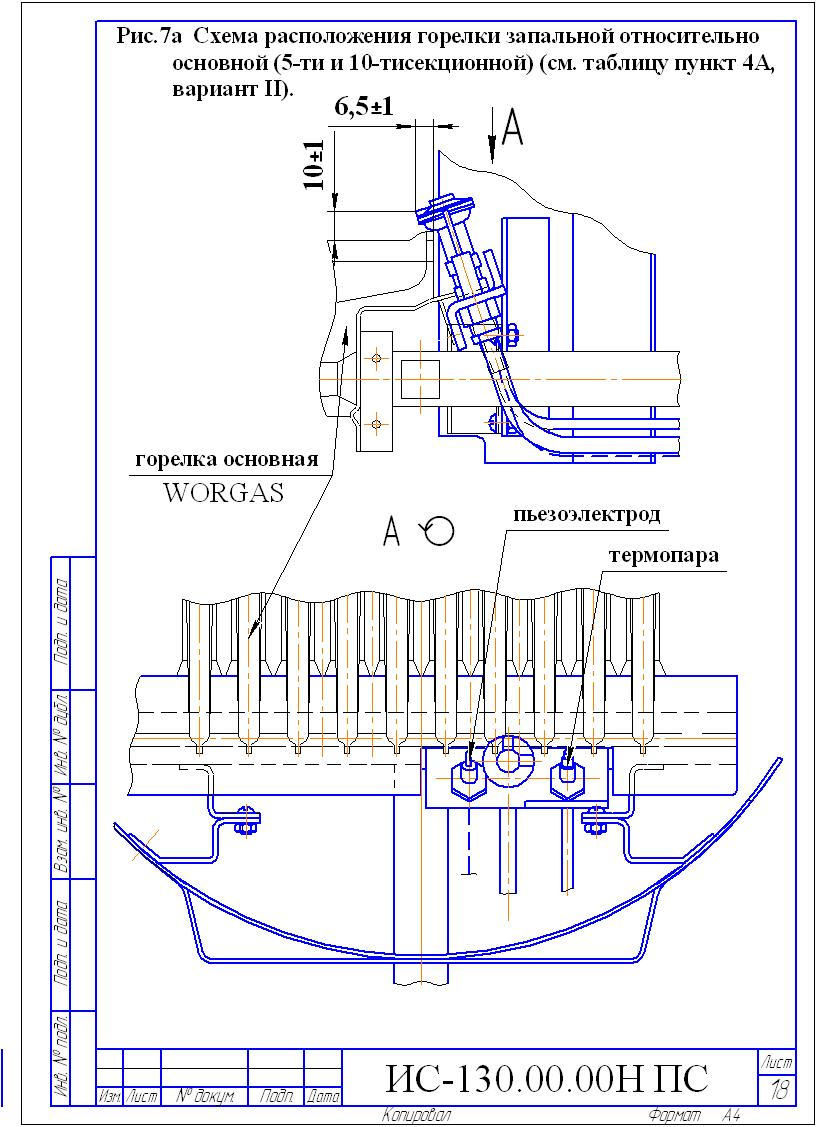 Рис.7а Схема расположения горелки запальной относительно
основной (5-ти и 10-тисекционной) (см. таблицу пункт 4А,
вариант II).
6,5±1
А
10±1
горелка основная
WORGAS
А
пьезоэлектрод
термопара
Подп. и дата
Инв. № дубл.
Взам. инв. №
Подп. и дата
Инв. № подл.
Изм.
Лист
№ докум.
Подп.
Дата
ИС-130.00.00Н ПС
Лист
18
Копировал
Формат А4